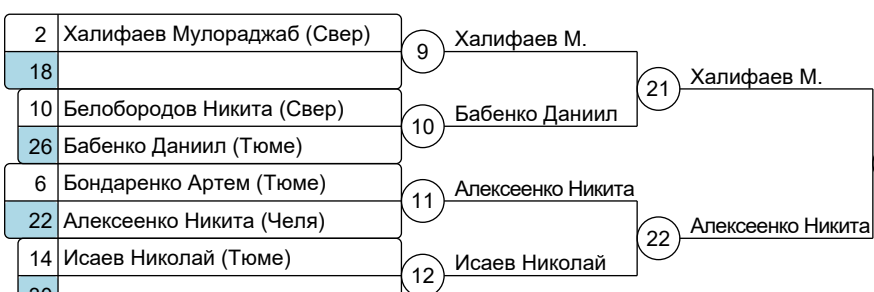 2 Халифаев Мулораджаб (Свер)
9
Халифаев М.
18
21
Халифаев М.
10 Белобородов Никита (Свер)
10
Бабенко Даниил
26 Бабенко Даниил (Тюме)
6 Бондаренко Артем (Тюме)
11
Алексеенко Никита
22 Алексеенко Никита (Челя)
22
Алексеенко Никита
14 Исаев Николай (Тюме)
12
Исаев Николай